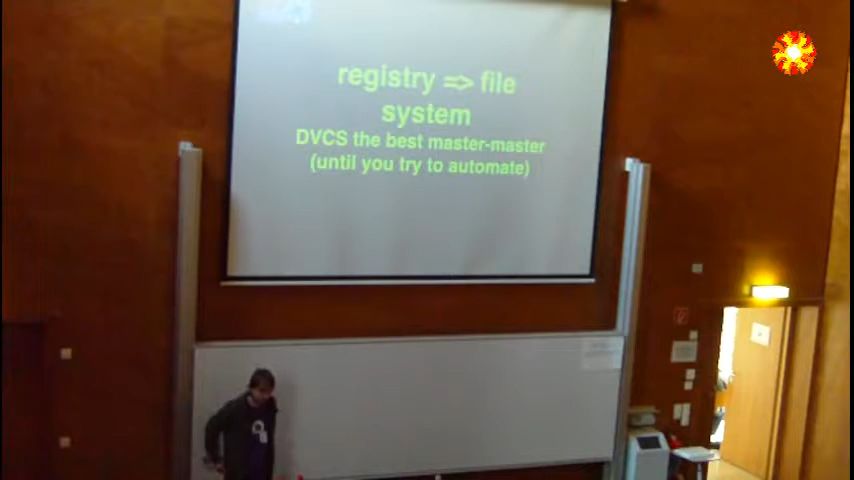 registry => file
system
DVCS the best master-master
(until you try to automate)